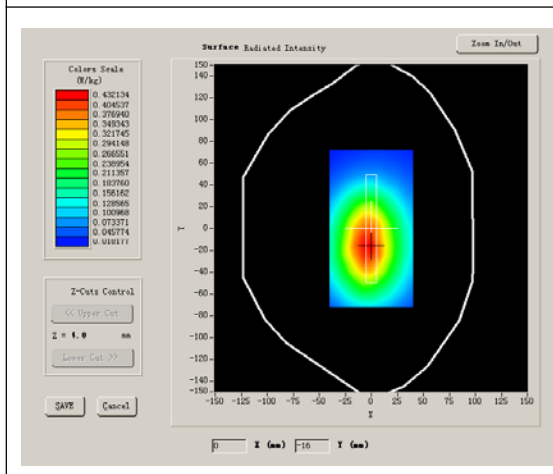 Surface Radiated Intensity
Zoom In/Out
Colors Scale
(W/kg)
0.432134
0.404537
0.376940
0.349343
0.321745
0.294148
0.266551
0.238954
0.211357
0.183760
0.156162
0.128565
0.100968
0.073371
0.045774
0.018177
Z-Cuts Control
<< Upper Cut
Z = 4.0 mm
Lower Cut >>
SAVE
Cancel
150
140
120
100
80
60
40
20
0
-20
-40
-60
-80
-100
-120
-140
-150
Y
-150 -125 -100 -75 -50 -25 0 25 50 75 100 125 150
X
0 X (mm) -16 Y (mm)